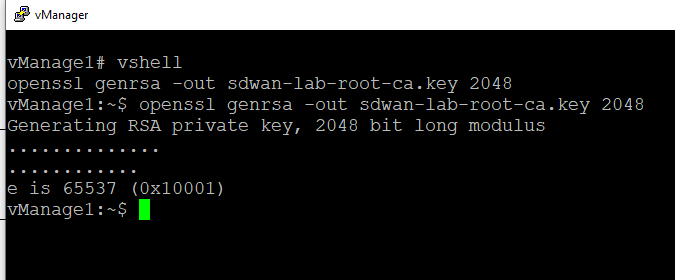 vManager
vManage1# vshell
openssl genrsa -out sdwan-lab-root-ca.key 2048
vManage1:~$ openssl genrsa -out sdwan-lab-root-ca.key 2048
Generating RSA private key, 2048 bit long modulus
..............
............
e is 65537 (0x10001)
vManage1:~$